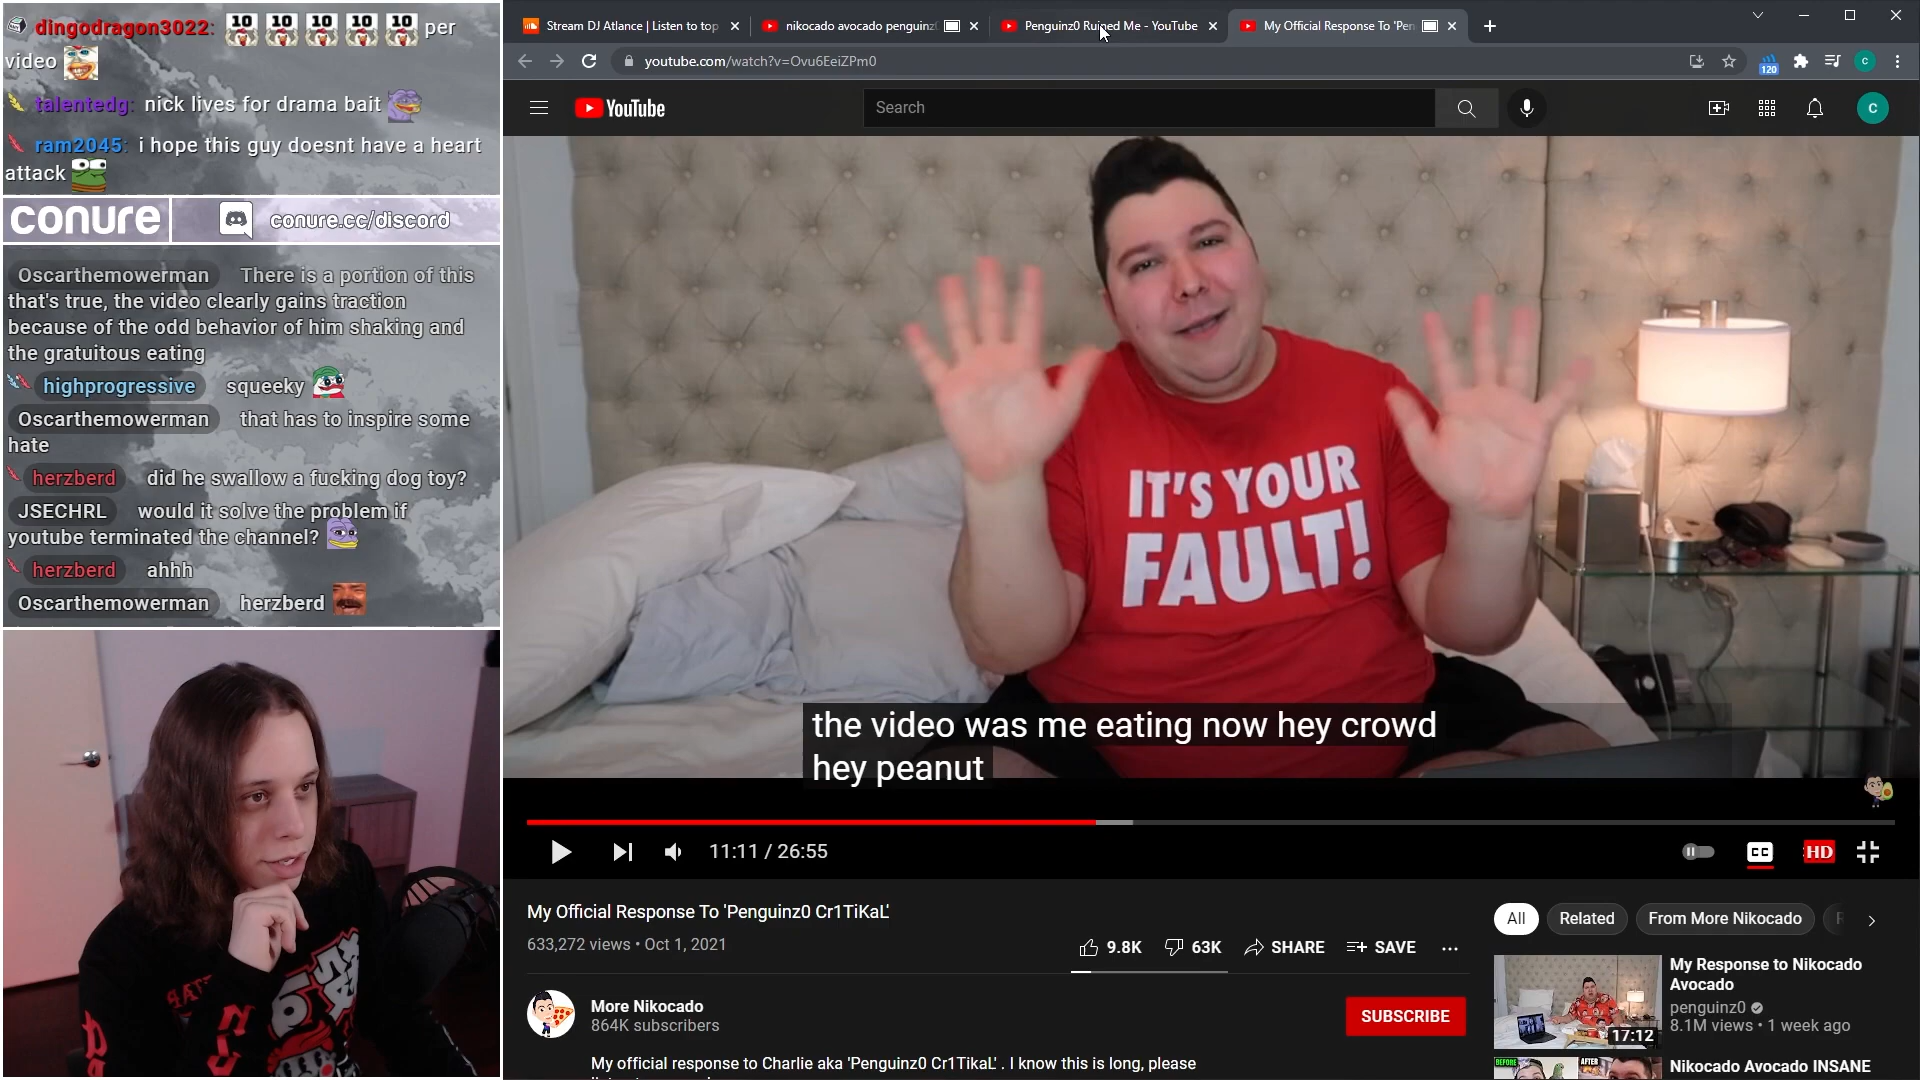 dingodragon3022: 10 10 10 10 10 per
video
talentedg: nick lives for drama bait
ram2045: i hope this guy doesnt have a heart
attack
conure
conure.cc/discord
Oscarthemowerman There is a portion of this
that's true, the video clearly gains traction
because of the odd behavior of him shaking and
the gratuitous eating
highprogressive squeeky
Oscarthemowerman that has to inspire some
hate
herzberd did he swallow a fucking dog toy?
JSECHRL would it solve the problem if
youtube terminated the channel?
herzberd ahhh
Oscarthemowerman herzberd
Stream DJ Atlance | Listen to top
nikocado avocado penguinz
Penguinz0 Ruined Me - YouTube
My Official Response To 'Pen
youtube.com/watch?v=Ovu6EeiZPm0
120
C
YouTube
Search
C
IT'S YOUR
FAULT!
the video was me eating now hey crowd
hey peanut
11:11 / 26:55
CC
HD
My Official Response To 'Penguinz0 Cr1TiKaL'
633,272 views • Oct 1, 2021
9.8K
63K
SHARE
SAVE
More Nikocado
864K subscribers
SUBSCRIBE
My official response to Charlie aka 'Penguinz0 Cr1TikaL' . I know this is long, please
All
Related
From More Nikocado
My Response to Nikocado
Avocado
penguinz0
8.1M views • 1 week ago
17:12
BEFORE
AFTER
Nikocado Avocado INSANE